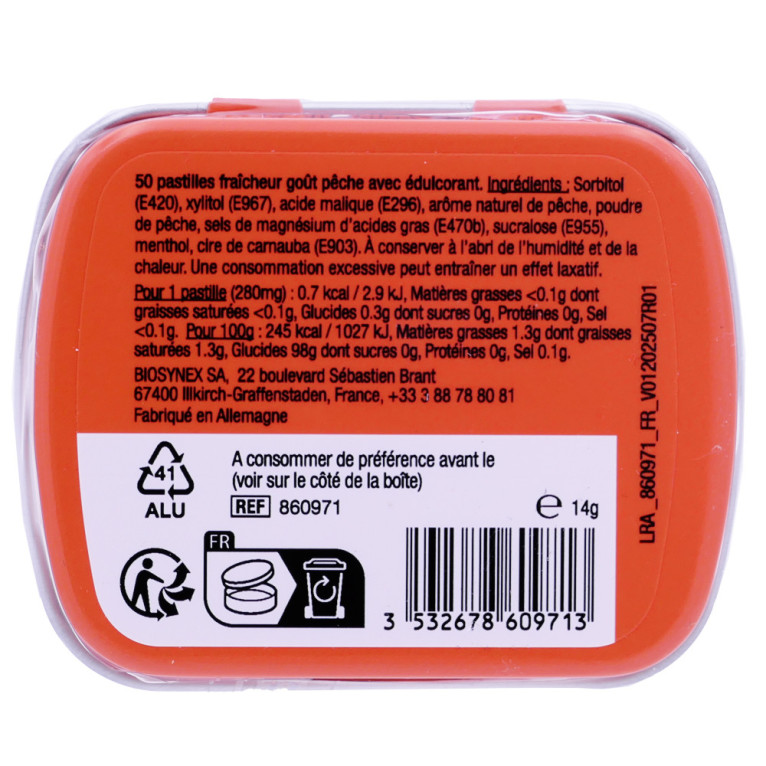 50 pastilles fraîcheur goût pêche avec édulcorant. Ingrédients : Sorbitol
(E420), xylitol (E967), acide malique (E296), arôme naturel de pêche, poudre
de pêche, sels de magnésium d'acides gras (E470b), sucralose (E955),
menthol, cire de carnauba (E903). À conserver à l'abri de l'humidité et de la
chaleur. Une consommation excessive peut entraîner un effet laxatif.
Pour 1 pastille (280mg) : 0.7 kcal / 2.9 kJ, Matières grasses <0.1g dont
graisses saturées <0.1g, Glucides 0.3g dont sucres 0g, Protéines 0g, Sel
<0.1g. Pour 100g : 245 kcal / 1027 kJ, Matières grasses 1.3g dont graisses
saturées 1.3g, Glucides 98g dont sucres 0g, Protéines 0g, Sel 0.1g.
BIOSYNEX SA, 22 boulevard Sébastien Brant
67400 Illkirch-Graffenstaden, France, +33 3 88 78 80 81
Fabriqué en Allemagne
LRA_860971_FR_V01202507R01
41
ALU
A consommer de préférence avant le
(voir sur le côté de la boîte)
REF 860971
℮ 14g
FR
3 532678 609713